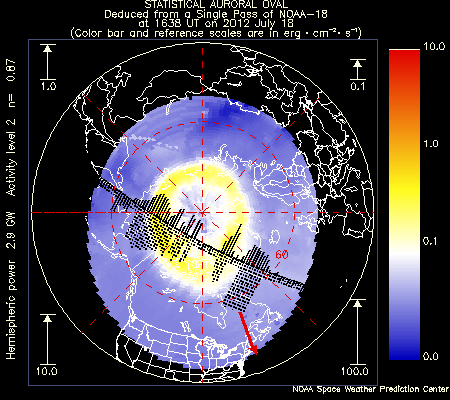 STATISTICAL AURORAL OVAL
Deduced from a Single Pass of NOAA-18
at 1638 UT on 2012 July 18
(Color bar and reference scales are in erg · cm⁻² · s⁻¹)
10.0
1.0
0.1
1.0
Hemispheric power 2.9 GW Activity level 2 n= 0.87
60
0.1
10.0
100.0
0.0
NOAA Space Weather Prediction Center